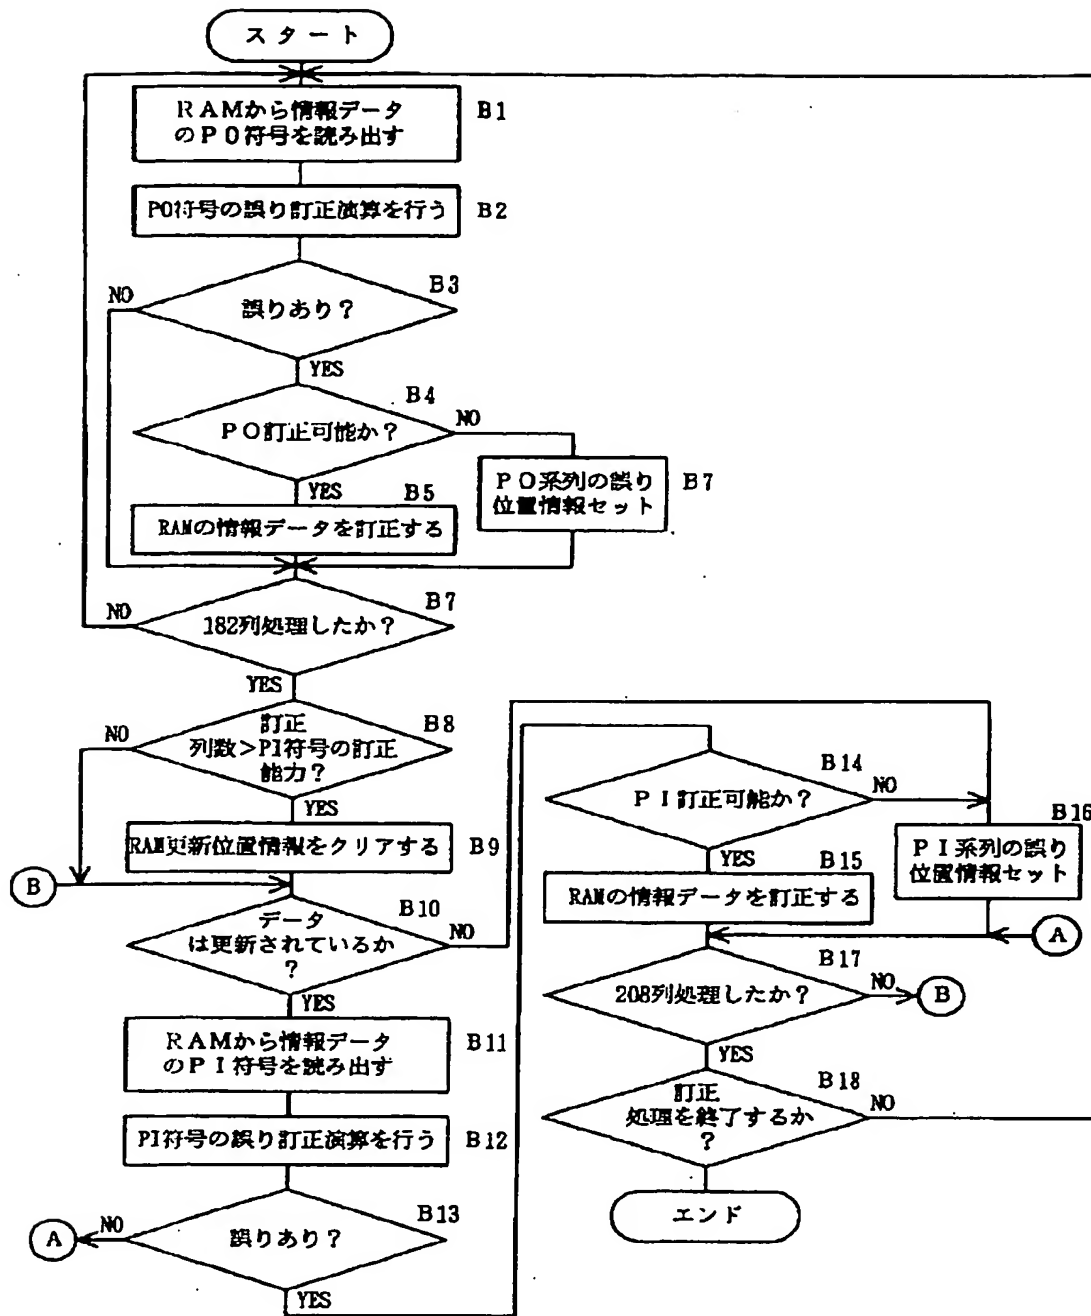 スタート
RAMから情報データ
のPO符号を読み出す
B1
PO符号の誤り訂正演算を行う
B2
誤りあり?
B3
NO
YES
PO訂正可能か?
B4
NO
YES
PO系列の誤り
位置情報セット
B7
RAMの情報データを訂正する
B5
182列処理したか?
B7
NO
YES
訂正
列数>PI符号の訂正
能力?
B8
NO
YES
RAM更新位置情報をクリアする
B9
B
データ
は更新されているか
?
B10
NO
YES
RAMから情報データ
のPI符号を読み出す
B11
PI符号の誤り訂正演算を行う
B12
誤りあり?
B13
NO
A
YES
PI訂正可能か?
B14
NO
YES
PI系列の誤り
位置情報セット
B16
RAMの情報データを訂正する
B15
A
208列処理したか?
B17
NO
B
YES
訂正
処理を終了するか
?
B18
NO
エンド